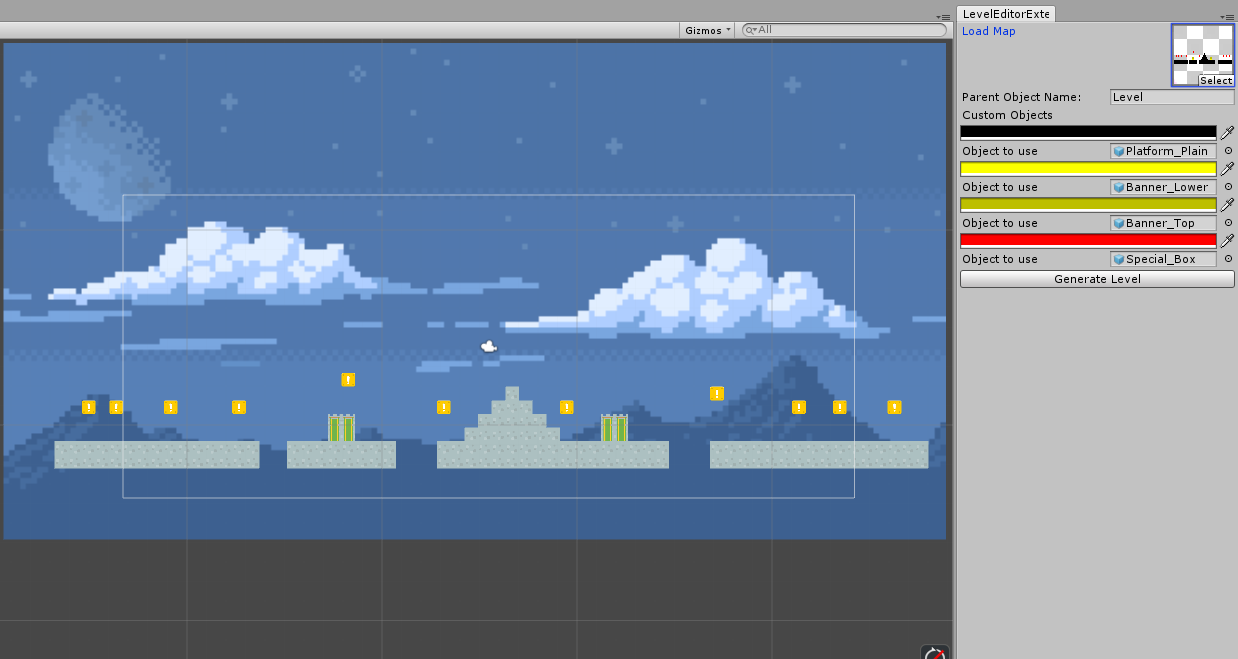 LevelEditorExte
Gizmos
All
Load Map
Select
Parent Object Name: Level
Custom Objects
Object to use Platform_Plain
Object to use Banner_Lower
Object to use Banner_Top
Object to use Special_Box
Generate Level
! ! ! ! ! ! ! ! ! ! !